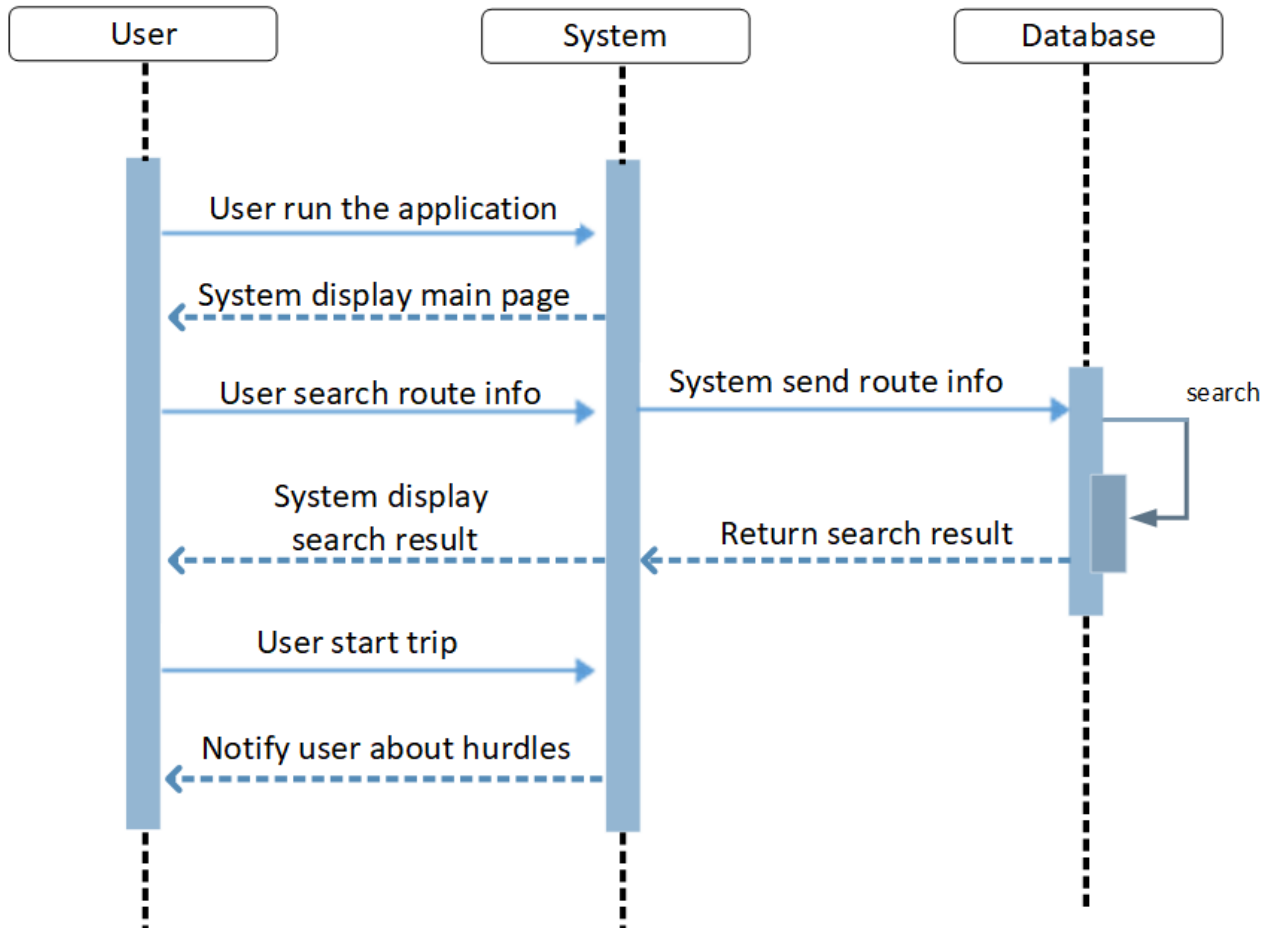 User
System
Database
User run the application
System display main page
User search route info
System send route info
search
System display
search result
Return search result
User start trip
Notify user about hurdles